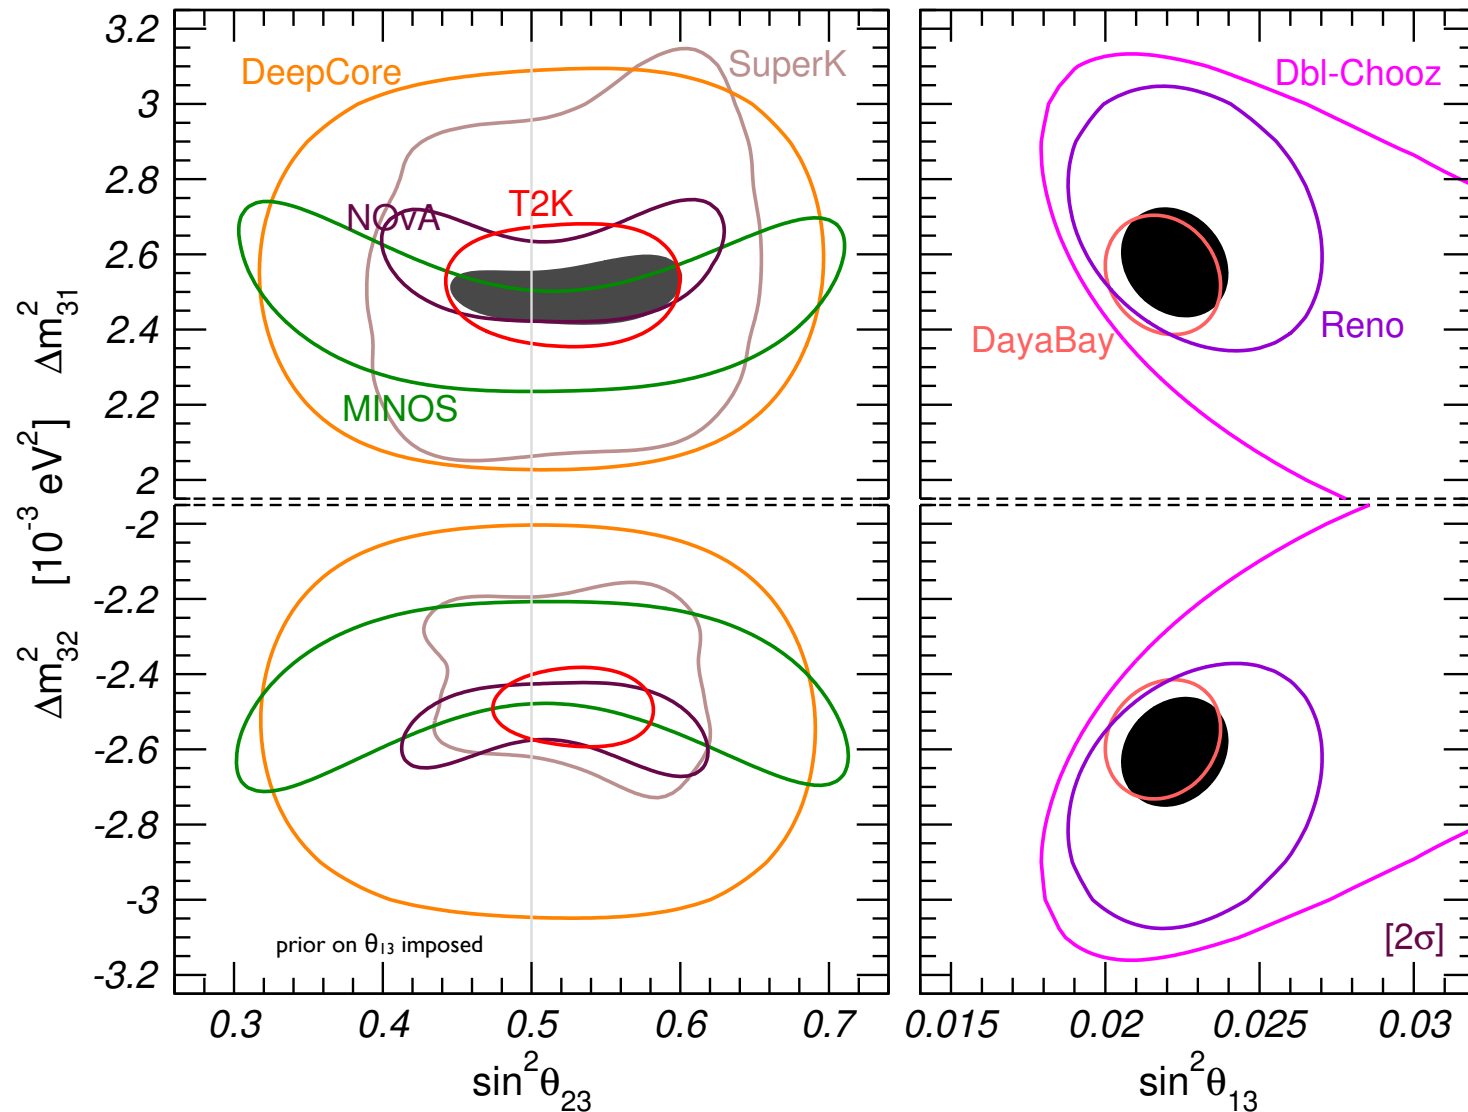 3.2
3
2.8
2.6
2.4
2.2
2
-2
-2.2
-2.4
-2.6
-2.8
-3
-3.2
Δm²₃₂ [10⁻³ eV²] Δm²₃₁
DeepCore
SuperK
NOvA
T2K
MINOS
prior on θ₁₃ imposed
0.3 0.4 0.5 0.6 0.7
sin²θ₂₃
Dbl-Chooz
DayaBay
Reno
[2σ]
0.015 0.02 0.025 0.03
sin²θ₁₃